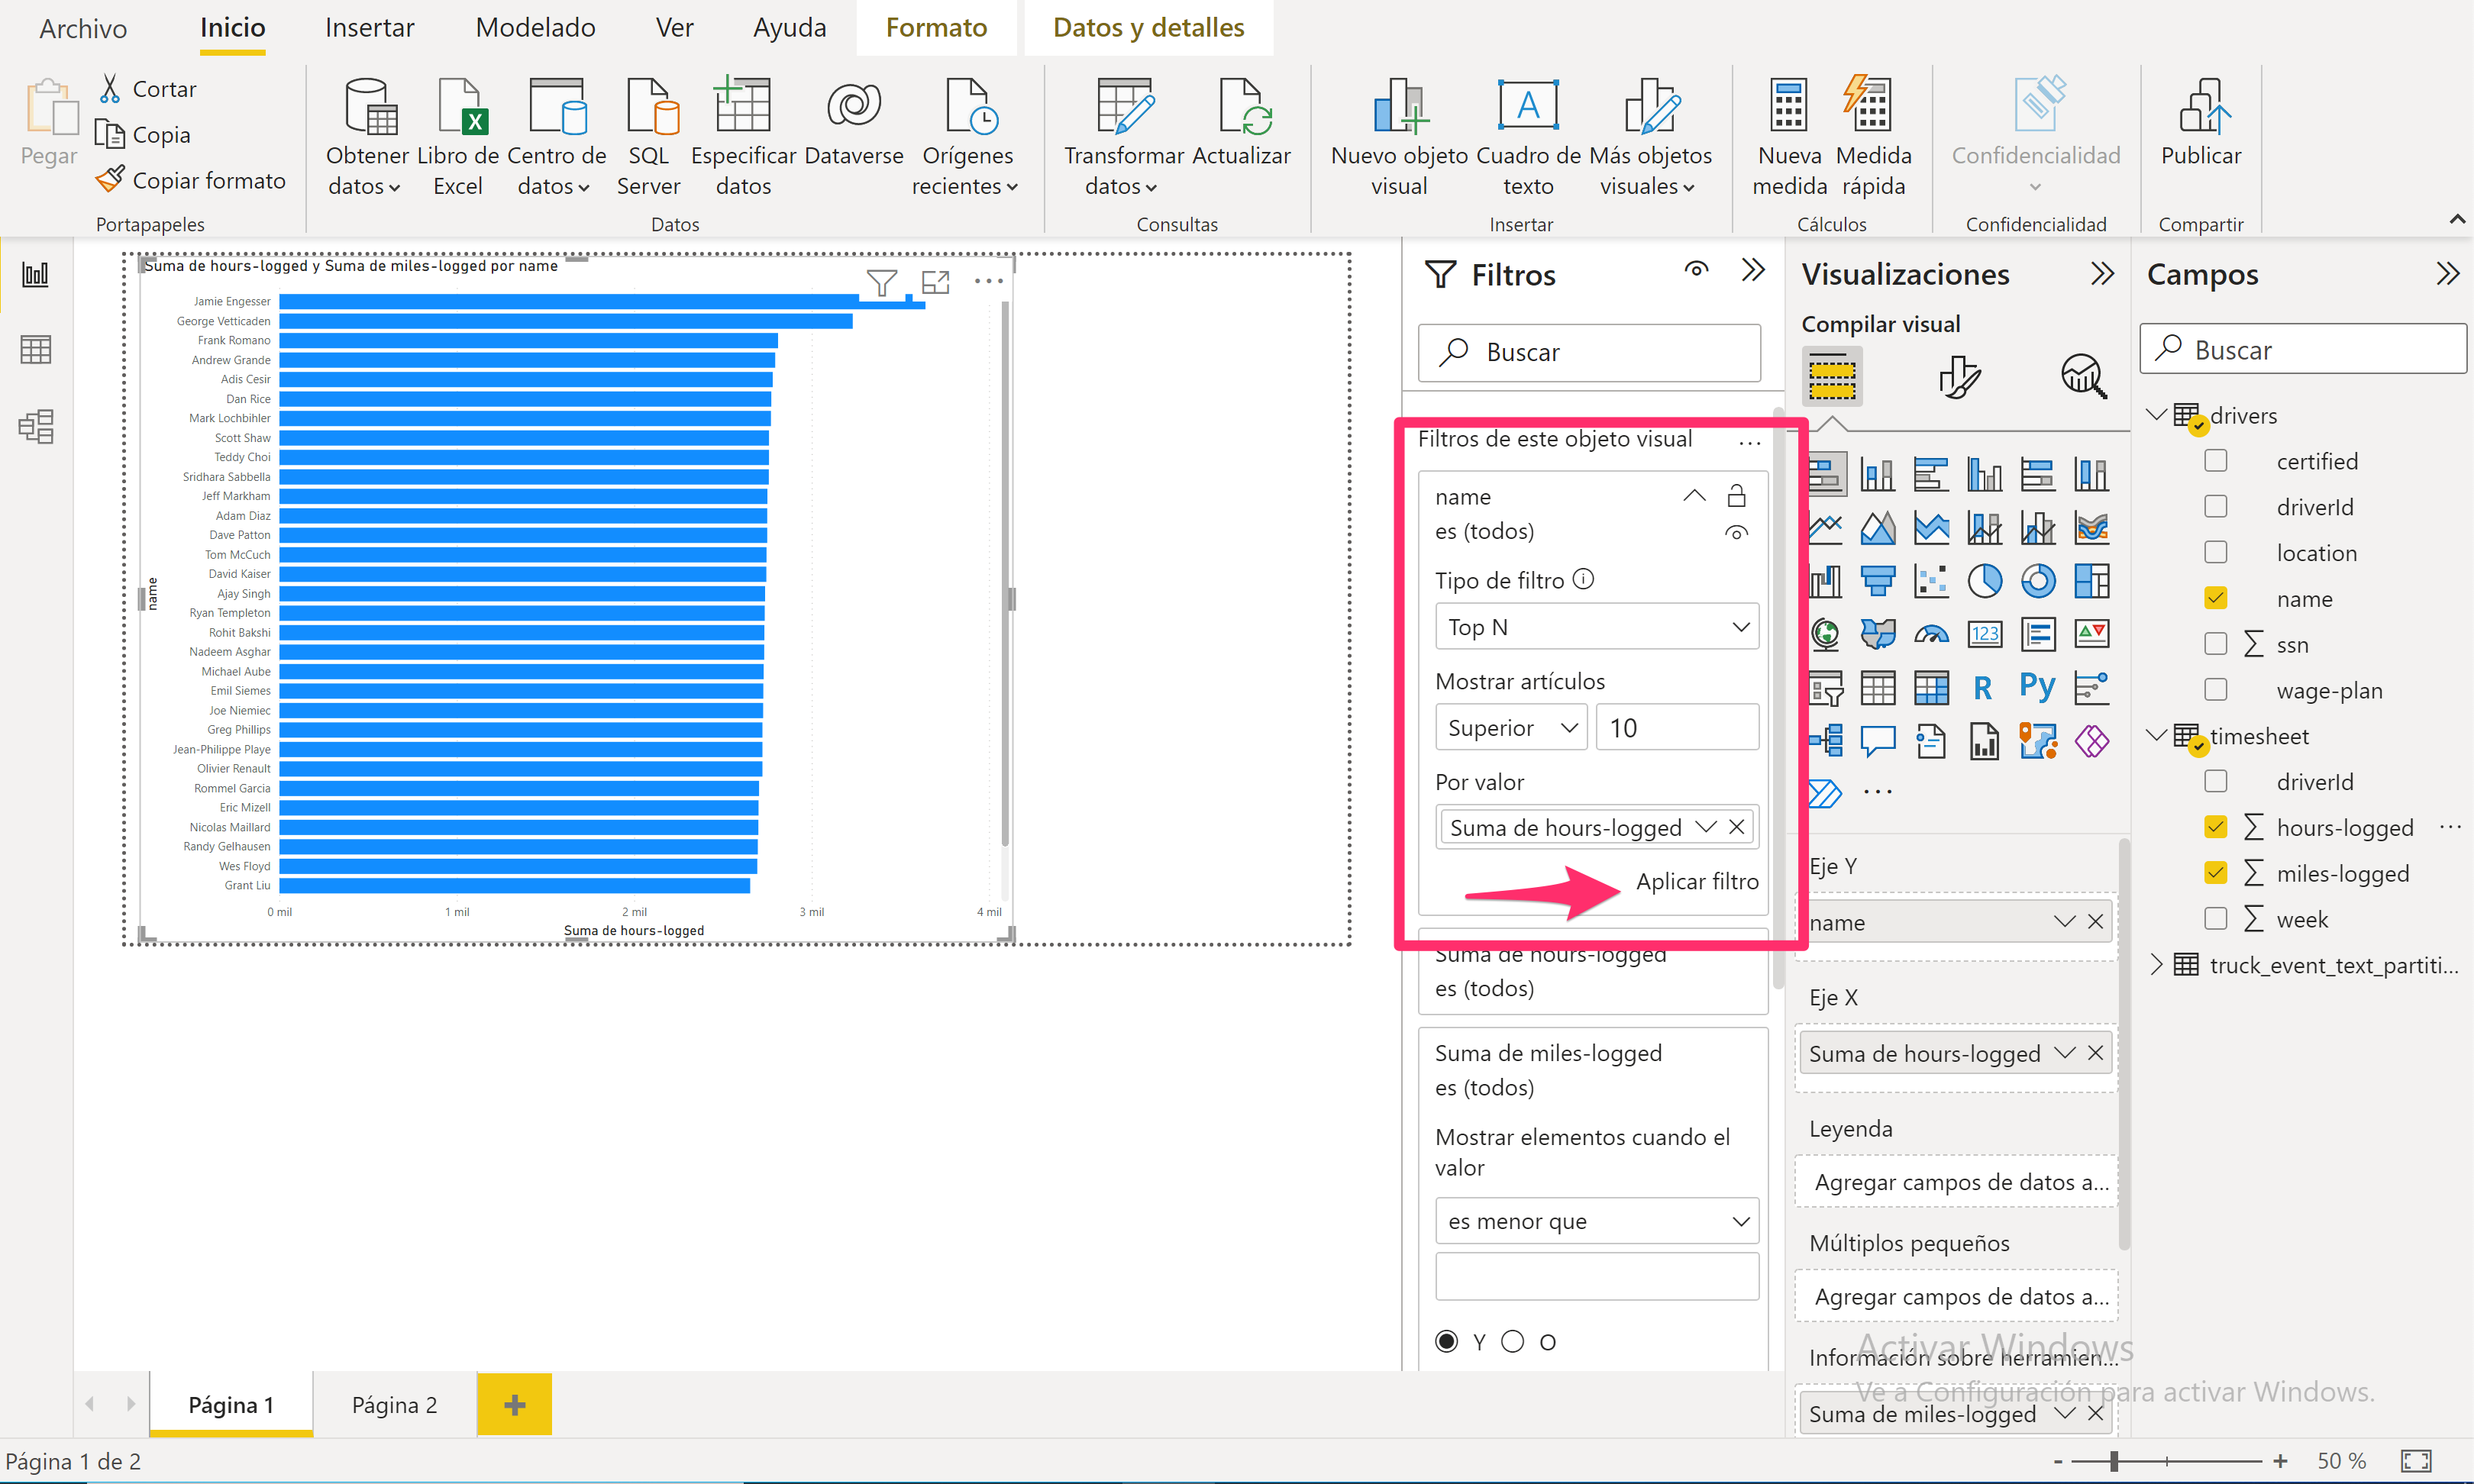 Archivo
Inicio
Insertar
Modelado
Ver
Ayuda
Formato
Datos y detalles
Pegar
Cortar
Copia
Copiar formato
Portapapeles
Obtener
datos
Libro de
Excel
Centro de
datos
SQL
Server
Especificar
datos
Dataverse
Orígenes
recientes
Datos
Transformar
datos
Actualizar
Consultas
Nuevo objeto
visual
Cuadro de
texto
Más objetos
visuales
Insertar
Nueva
medida
Medida
rápida
Cálculos
Confidencialidad
Confidencialidad
Publicar
Compartir
Suma de hours-logged y Suma de miles-logged por name
Jamie Engesser
George Vetticaden
Frank Romano
Andrew Grande
Adis Cesir
Dan Rice
Mark Lochbihler
Scott Shaw
Teddy Choi
Sridhara Sabbella
Jeff Markham
Adam Diaz
Dave Patton
Tom McCuch
David Kaiser
Ajay Singh
Ryan Templeton
Rohit Bakshi
Nadeem Asghar
Michael Aube
Emil Siemes
Joe Niemiec
Greg Phillips
Jean-Philippe Playe
Olivier Renault
Rommel Garcia
Eric Mizell
Nicolas Maillard
Randy Gelhausen
Wes Floyd
Grant Liu
name
0 mil
1 mil
2 mil
3 mil
4 mil
Suma de hours-logged
Filtros
Buscar
Filtros de este objeto visual
...
name
es (todos)
Tipo de filtro
Top N
Mostrar artículos
Superior
10
Por valor
Suma de hours-logged
Aplicar filtro
Suma de hours-logged
es (todos)
Suma de miles-logged
es (todos)
Mostrar elementos cuando el
valor
es menor que
Y
O
Visualizaciones
Compilar visual
123
R
Py
...
Eje Y
name
Eje X
Suma de hours-logged
Leyenda
Agregar campos de datos a...
Múltiplos pequeños
Agregar campos de datos a...
Información sobre herramien...
Suma de miles-logged
Campos
Buscar
drivers
certified
driverId
location
name
ssn
wage-plan
timesheet
driverId
hours-logged
...
miles-logged
week
truck_event_text_partiti...
Activar Windows
Ve a Configuración para activar Windows.
Página 1
Página 2
+
Página 1 de 2
-
+
50 %